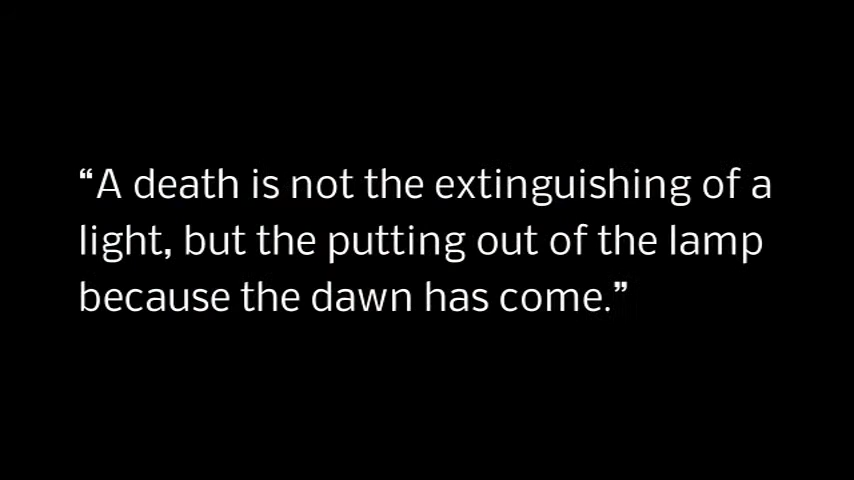 “A death is not the extinguishing of a
light, but the putting out of the lamp
because the dawn has come.”